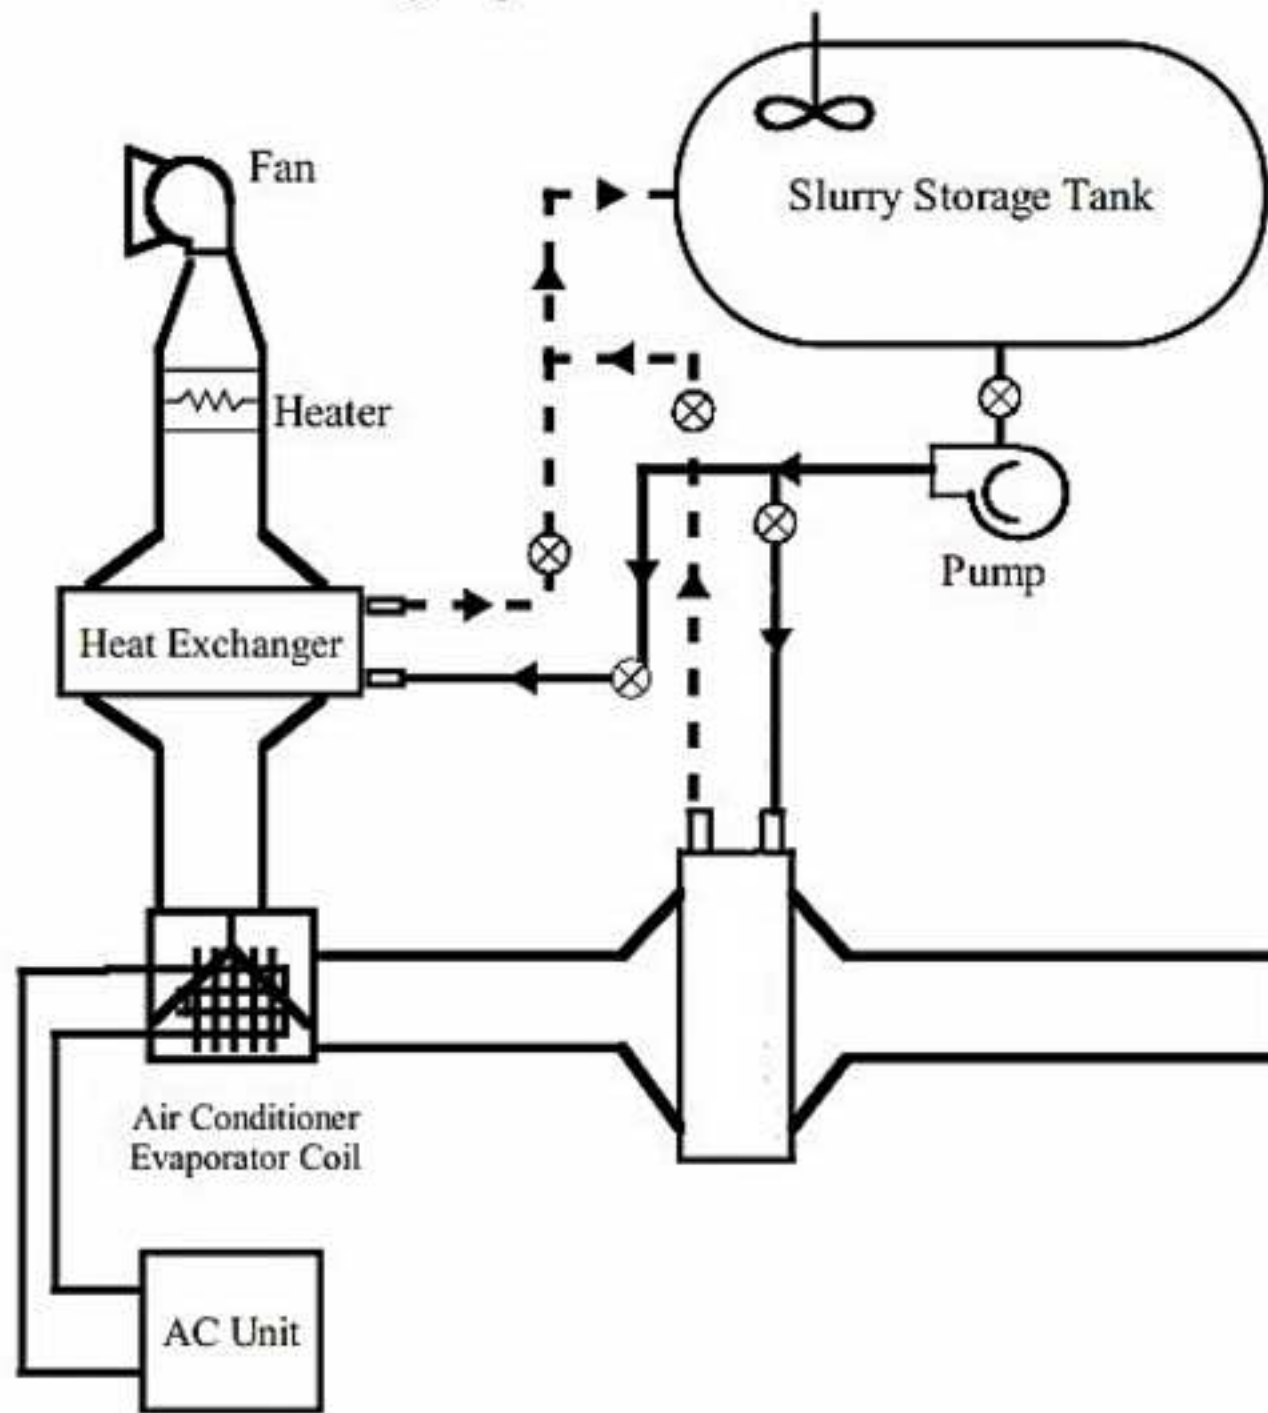 Fan
Slurry Storage Tank
Heater
Pump
Heat Exchanger
Air Conditioner
Evaporator Coil
AC Unit